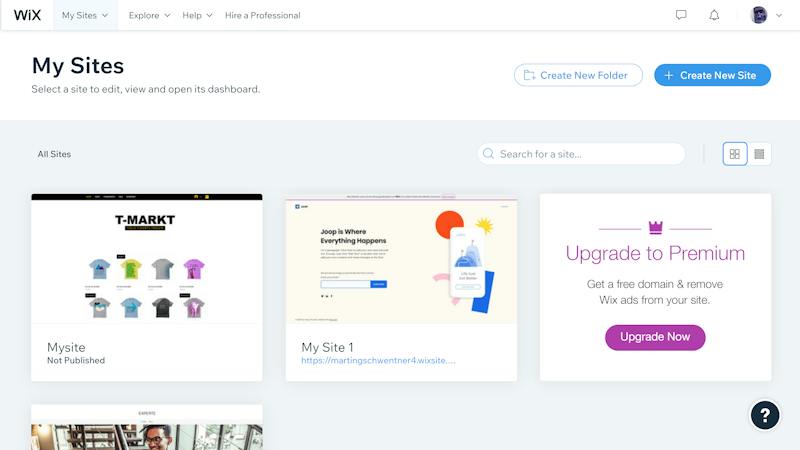 WiX
My Sites
Explore
Help
Hire a Professional
My Sites
Select a site to edit, view and open its dashboard.
Create New Folder
Create New Site
All Sites
Search for a site...
T-MARKT
Mysite
Not Published
JOOP
Joop is Where
Everything Happens
My Site 1
https://martingschwentner4.wixsite....
Upgrade to Premium
Get a free domain & remove
Wix ads from your site.
Upgrade Now
EXPERTE
?